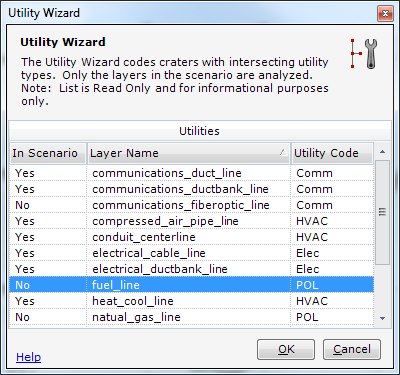 Utility Wizard
Utility Wizard
The Utility Wizard codes craters with intersecting utility
types.  Only the layers in the scenario are analyzed.
Note:  List is Read Only and for informational purposes
only.
Utilities
In Scenario Layer Name Utility Code
Yes communications_duct_line Comm
Yes communications_ductbank_line Comm
No communications_fiberoptic_line Comm
Yes compressed_air_pipe_line HVAC
Yes conduit_centerline HVAC
Yes electrical_cable_line Elec
Yes electrical_ductbank_line Elec
No fuel_line POL
Yes heat_cool_line HVAC
No natual_gas_line POL
Help
OK Cancel